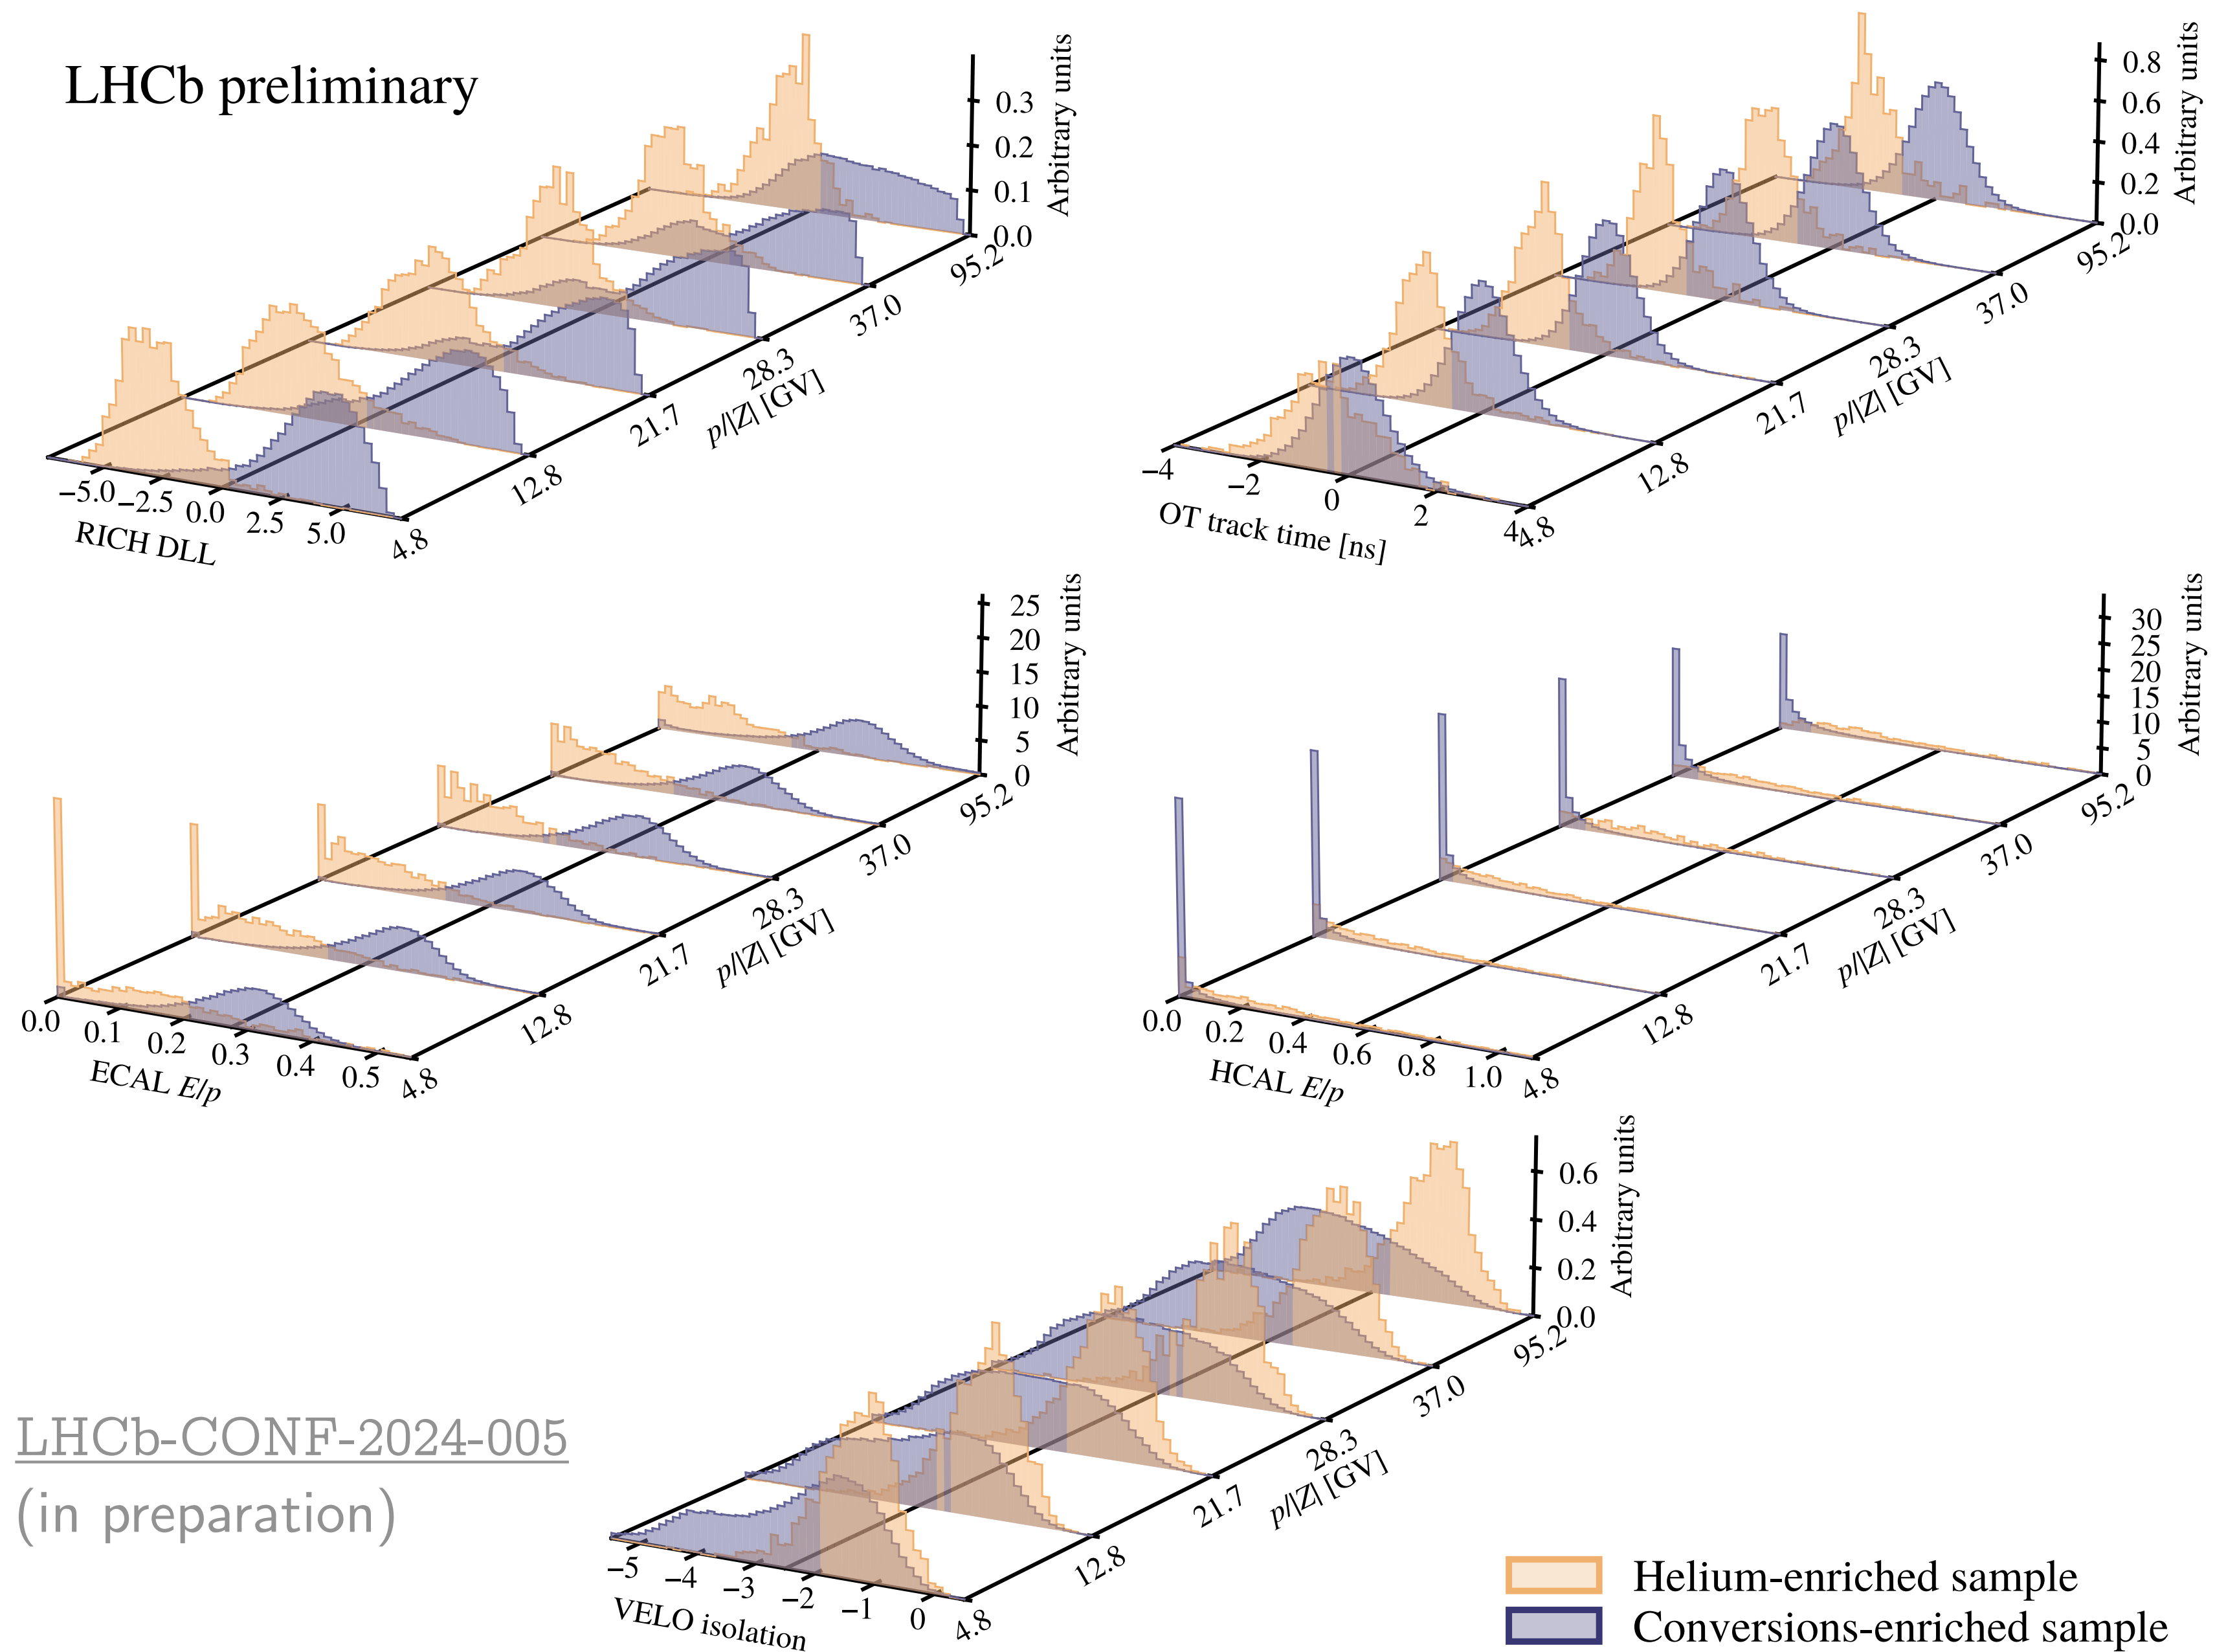 LHCb preliminary
0.3
0.2
0.1
0.0
Arbitrary units
95.2
37.0
28.3
21.7
12.8
4.8
p/|Z| [GV]
−5.0 −2.5 0.0 2.5 5.0
RICH DLL
0.8
0.6
0.4
0.2
0.0
Arbitrary units
95.2
37.0
28.3
21.7
12.8
4.8
p/|Z| [GV]
−4 −2 0 2 4
OT track time [ns]
25
20
15
10
5
0
Arbitrary units
95.2
37.0
28.3
21.7
12.8
4.8
p/|Z| [GV]
0.0 0.1 0.2 0.3 0.4 0.5
ECAL E/p
30
25
20
15
10
5
0
Arbitrary units
95.2
37.0
28.3
21.7
12.8
4.8
p/|Z| [GV]
0.0 0.2 0.4 0.6 0.8 1.0
HCAL E/p
0.6
0.4
0.2
0.0
Arbitrary units
95.2
37.0
28.3
21.7
12.8
4.8
p/|Z| [GV]
−5 −4 −3 −2 −1 0
VELO isolation
LHCb-CONF-2024-005
(in preparation)
Helium-enriched sample
Conversions-enriched sample